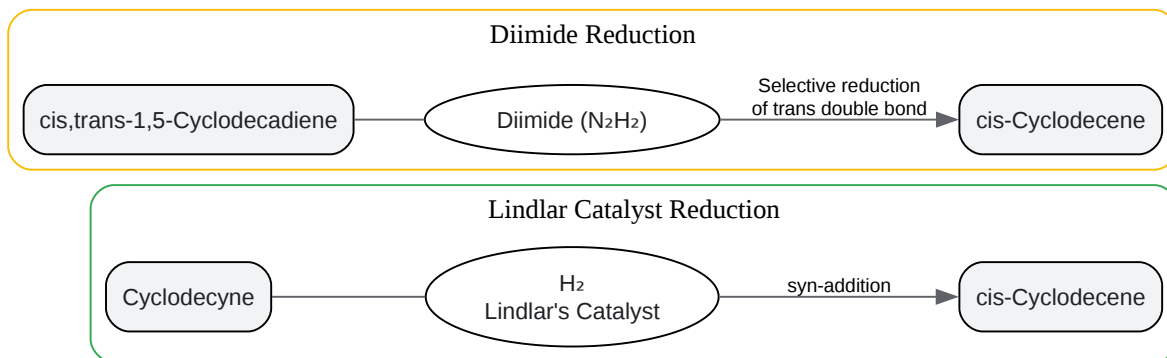 Diimide Reduction
cis,trans-1,5-Cyclodecadiene
Diimide (N₂H₂)
Selective reduction
of trans double bond
cis-Cyclodecene
Lindlar Catalyst Reduction
Cyclodecyne
H₂
Lindlar's Catalyst
syn-addition
cis-Cyclodecene